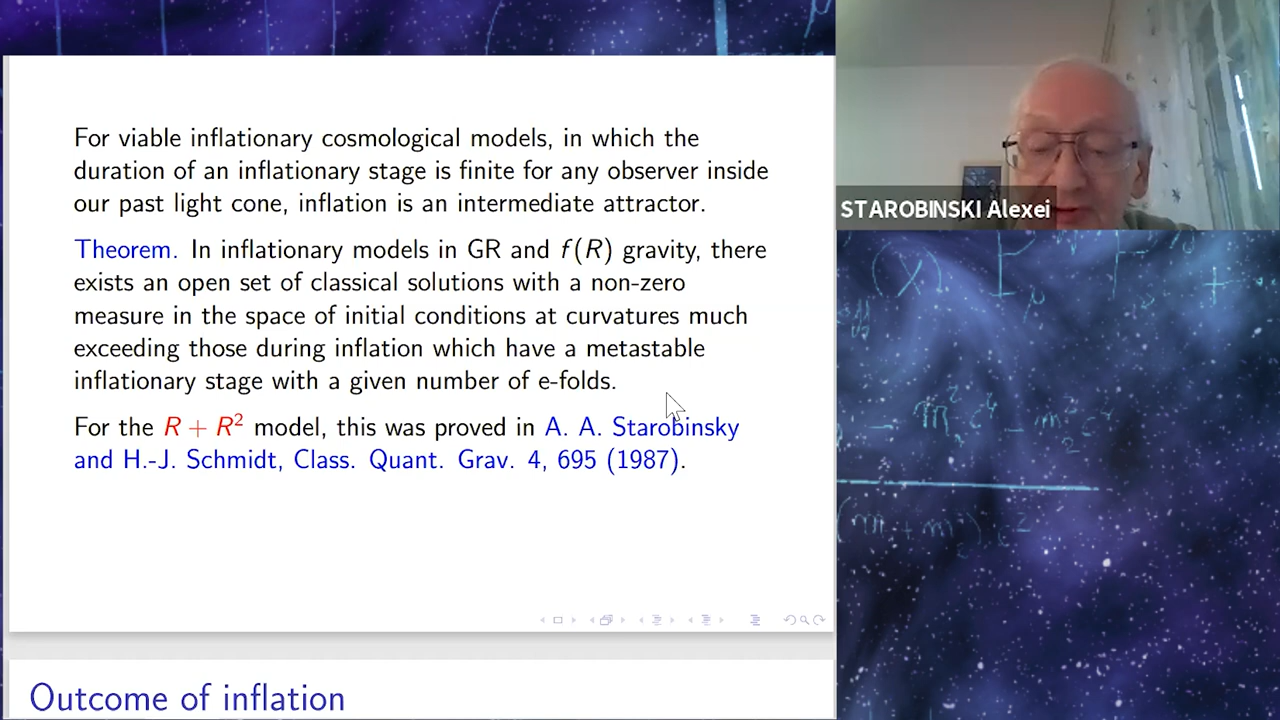 For viable inflationary cosmological models, in which the
duration of an inflationary stage is finite for any observer inside
our past light cone, inflation is an intermediate attractor.
Theorem. In inflationary models in GR and f(R) gravity, there
exists an open set of classical solutions with a non-zero
measure in the space of initial conditions at curvatures much
exceeding those during inflation which have a metastable
inflationary stage with a given number of e-folds.
For the R + R² model, this was proved in A. A. Starobinsky
and H.-J. Schmidt, Class. Quant. Grav. 4, 695 (1987).
Outcome of inflation
STAROBINSKI Alexei